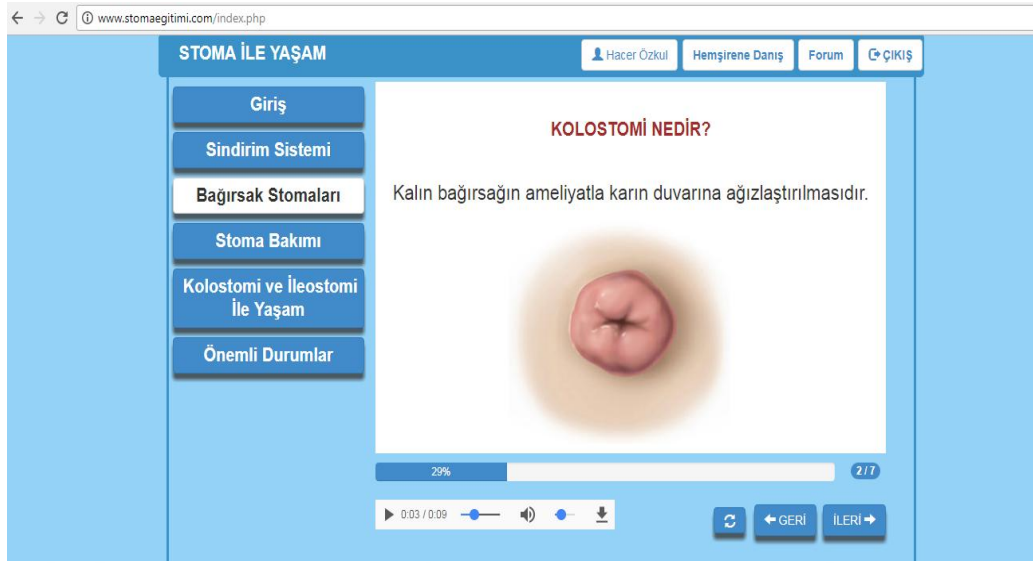 www.stomaegitimi.com/index.php
STOMA İLE YAŞAM
Hacer Özkul
Hemşirene Danış
Forum
ÇIKIŞ
Giriş
Sindirim Sistemi
Bağırsak Stomaları
Stoma Bakımı
Kolostomi ve İleostomi
İle Yaşam
Önemli Durumlar
KOLOSTOMİ NEDİR?
Kalın bağırsağın ameliyatla karın duvarına ağızlaştırılmasıdır.
29%
2/7
0:03 / 0:09
GERİ
İLERİ